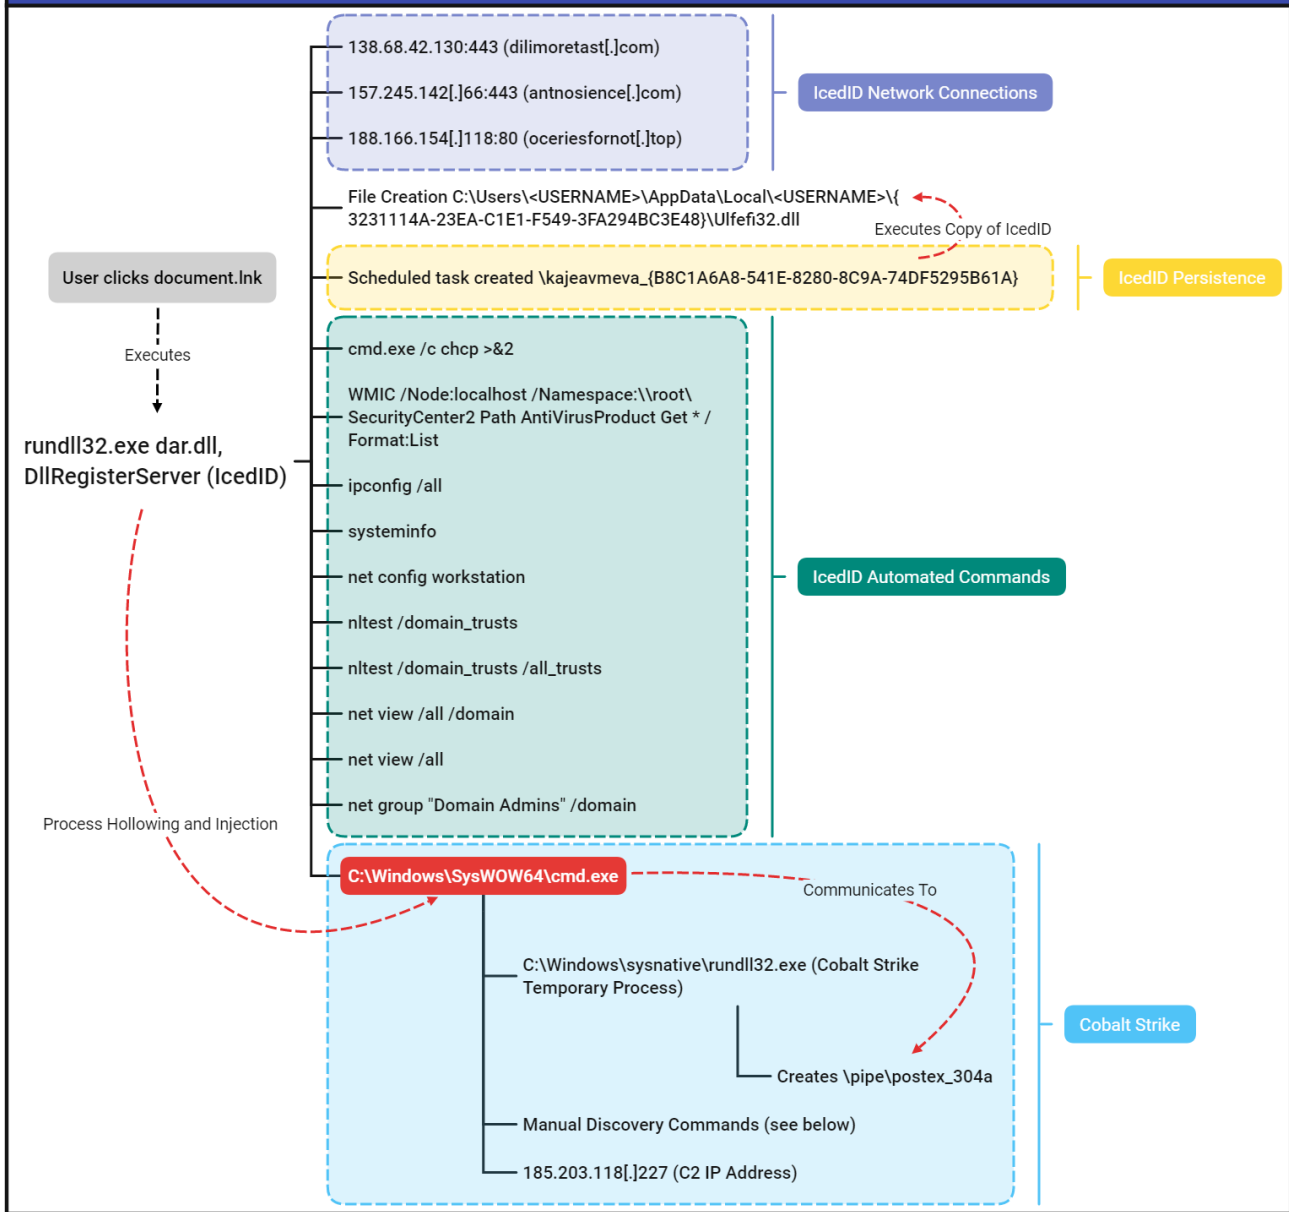 138.68.42.130:443 (dilimoretast[.]com)
157.245.142[.]66:443 (antnosience[.]com)
188.166.154[.]118:80 (oceriesfornot[.]top)
IcedID Network Connections
File Creation C:\Users\<USERNAME>\AppData\Local\<USERNAME>\{
3231114A-23EA-C1E1-F549-3FA294BC3E48}\Ulfefi32.dll
Executes Copy of IcedID
User clicks document.lnk
Scheduled task created \kajeavmeva_{B8C1A6A8-541E-8280-8C9A-74DF5295B61A}
IcedID Persistence
Executes
rundll32.exe dar.dll,
DllRegisterServer (IcedID)
cmd.exe /c chcp >&2
WMIC /Node:localhost /Namespace:\\root\
SecurityCenter2 Path AntiVirusProduct Get * /
Format:List
ipconfig /all
systeminfo
net config workstation
nltest /domain_trusts
nltest /domain_trusts /all_trusts
net view /all /domain
net view /all
net group "Domain Admins" /domain
IcedID Automated Commands
Process Hollowing and Injection
C:\Windows\SysWOW64\cmd.exe
Communicates To
C:\Windows\sysnative\rundll32.exe (Cobalt Strike
Temporary Process)
Creates \pipe\postex_304a
Manual Discovery Commands (see below)
185.203.118[.]227 (C2 IP Address)
Cobalt Strike